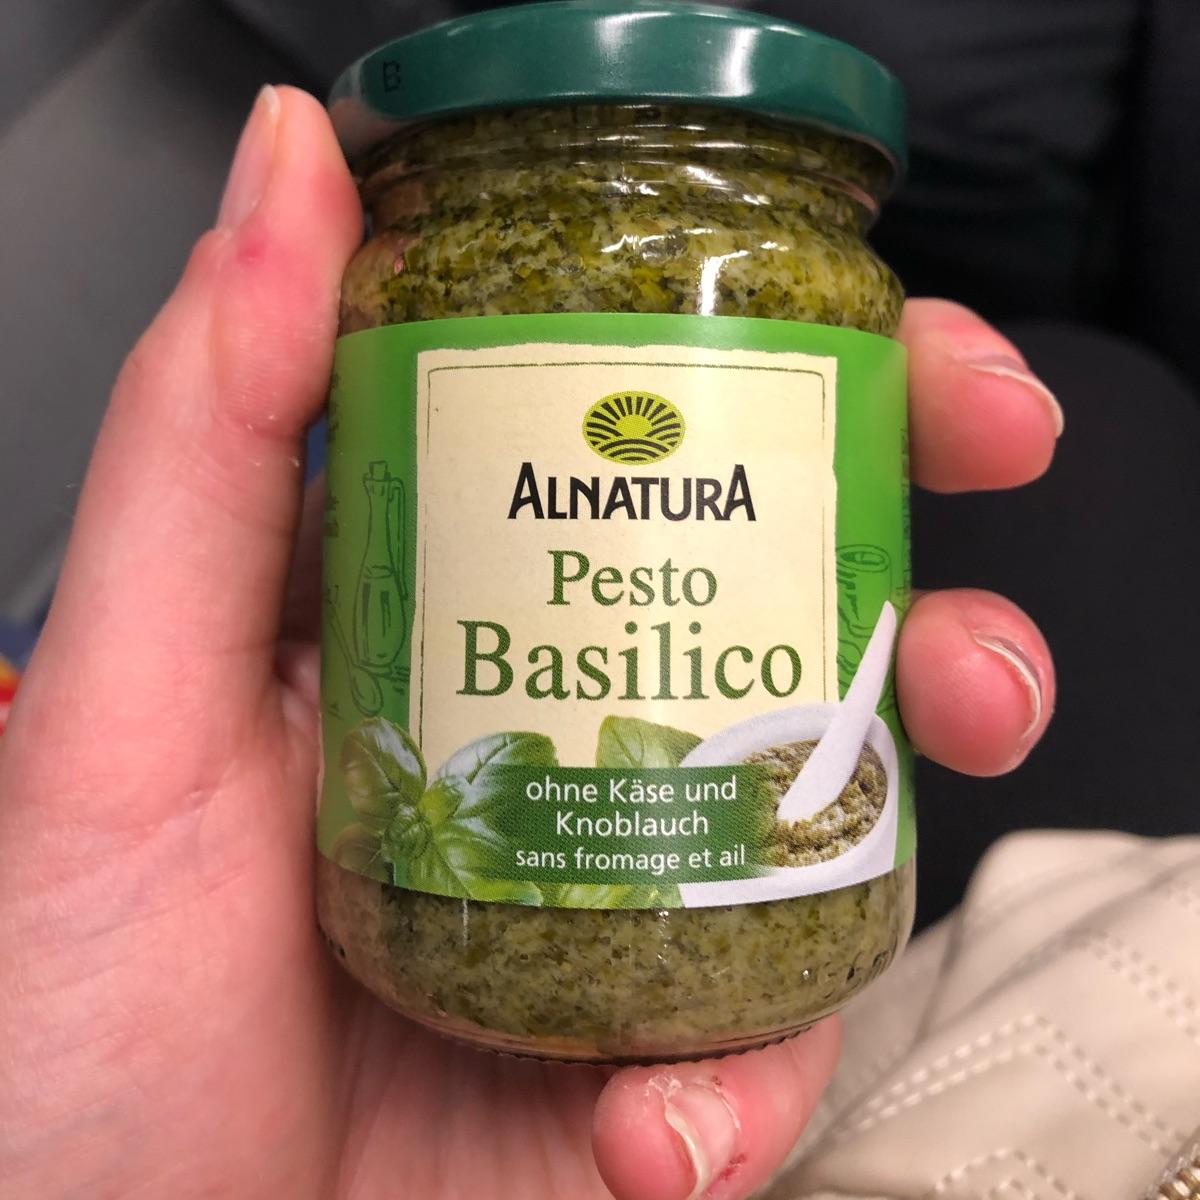 B
ALNATURA
Pesto
Basilico
ohne Käse und
Knoblauch
sans fromage et ail